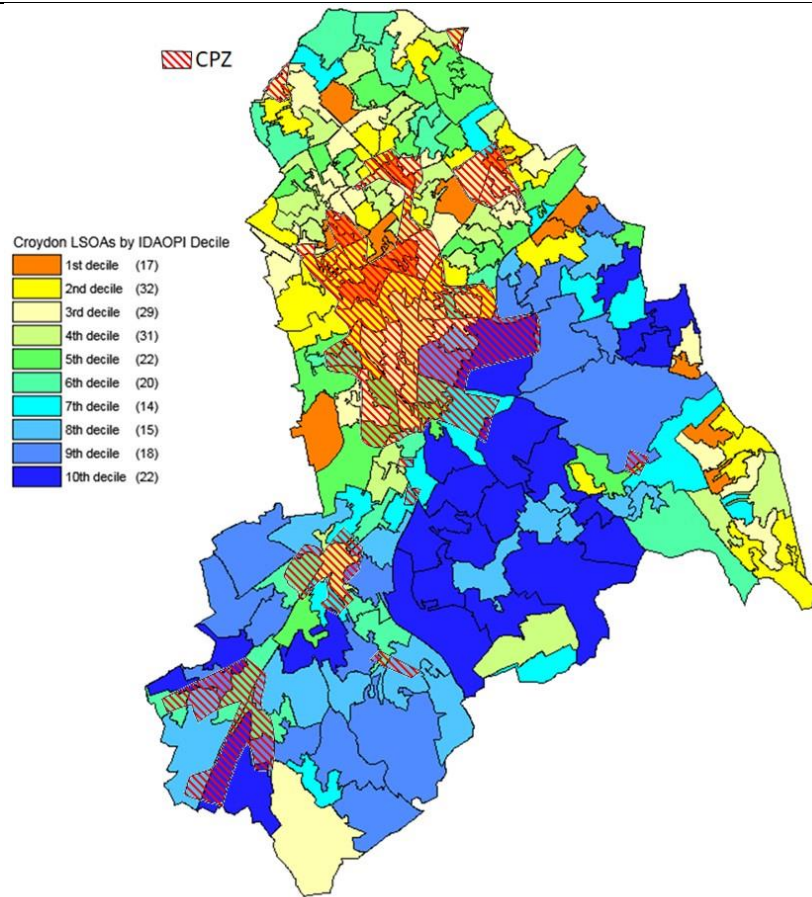 CPZ
Croydon LSOAs by IDAOPI Decile
1st decile (17)
2nd decile (32)
3rd decile (29)
4th decile (31)
5th decile (22)
6th decile (20)
7th decile (14)
8th decile (15)
9th decile (18)
10th decile (22)